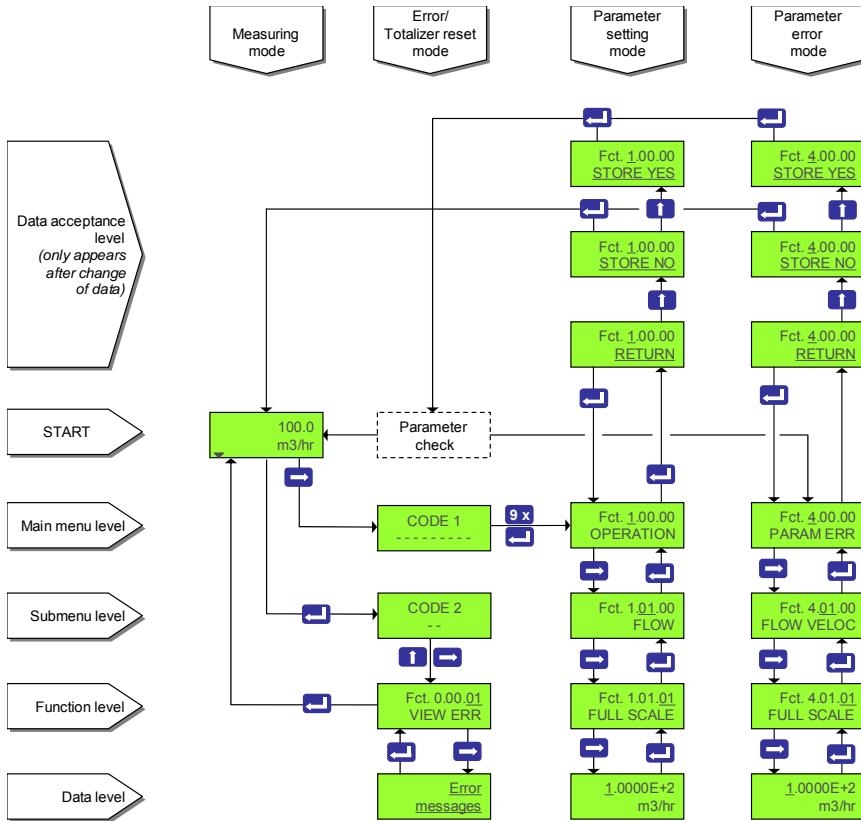 Measuring
mode
Error/
Totalizer reset
mode
Parameter
setting
mode
Parameter
error
mode
Data acceptance
level
(only appears
after change
of data)
Fct. 1.00.00
STORE YES
Fct. 4.00.00
STORE YES
Fct. 1.00.00
STORE NO
Fct. 4.00.00
STORE NO
Fct. 1.00.00
RETURN
Fct. 4.00.00
RETURN
START
100.0
m3/hr
Parameter
check
Main menu level
CODE 1
- - - - - - - - -
9 x
Fct. 1.00.00
OPERATION
Fct. 4.00.00
PARAM ERR
Submenu level
CODE 2
- -
Fct. 1.01.00
FLOW
Fct. 4.01.00
FLOW VELOC
Function level
Fct. 0.00.01
VIEW ERR
Fct. 1.01.01
FULL SCALE
Fct. 4.01.01
FULL SCALE
Data level
Error
messages
1.0000E+2
m3/hr
1.0000E+2
m3/hr